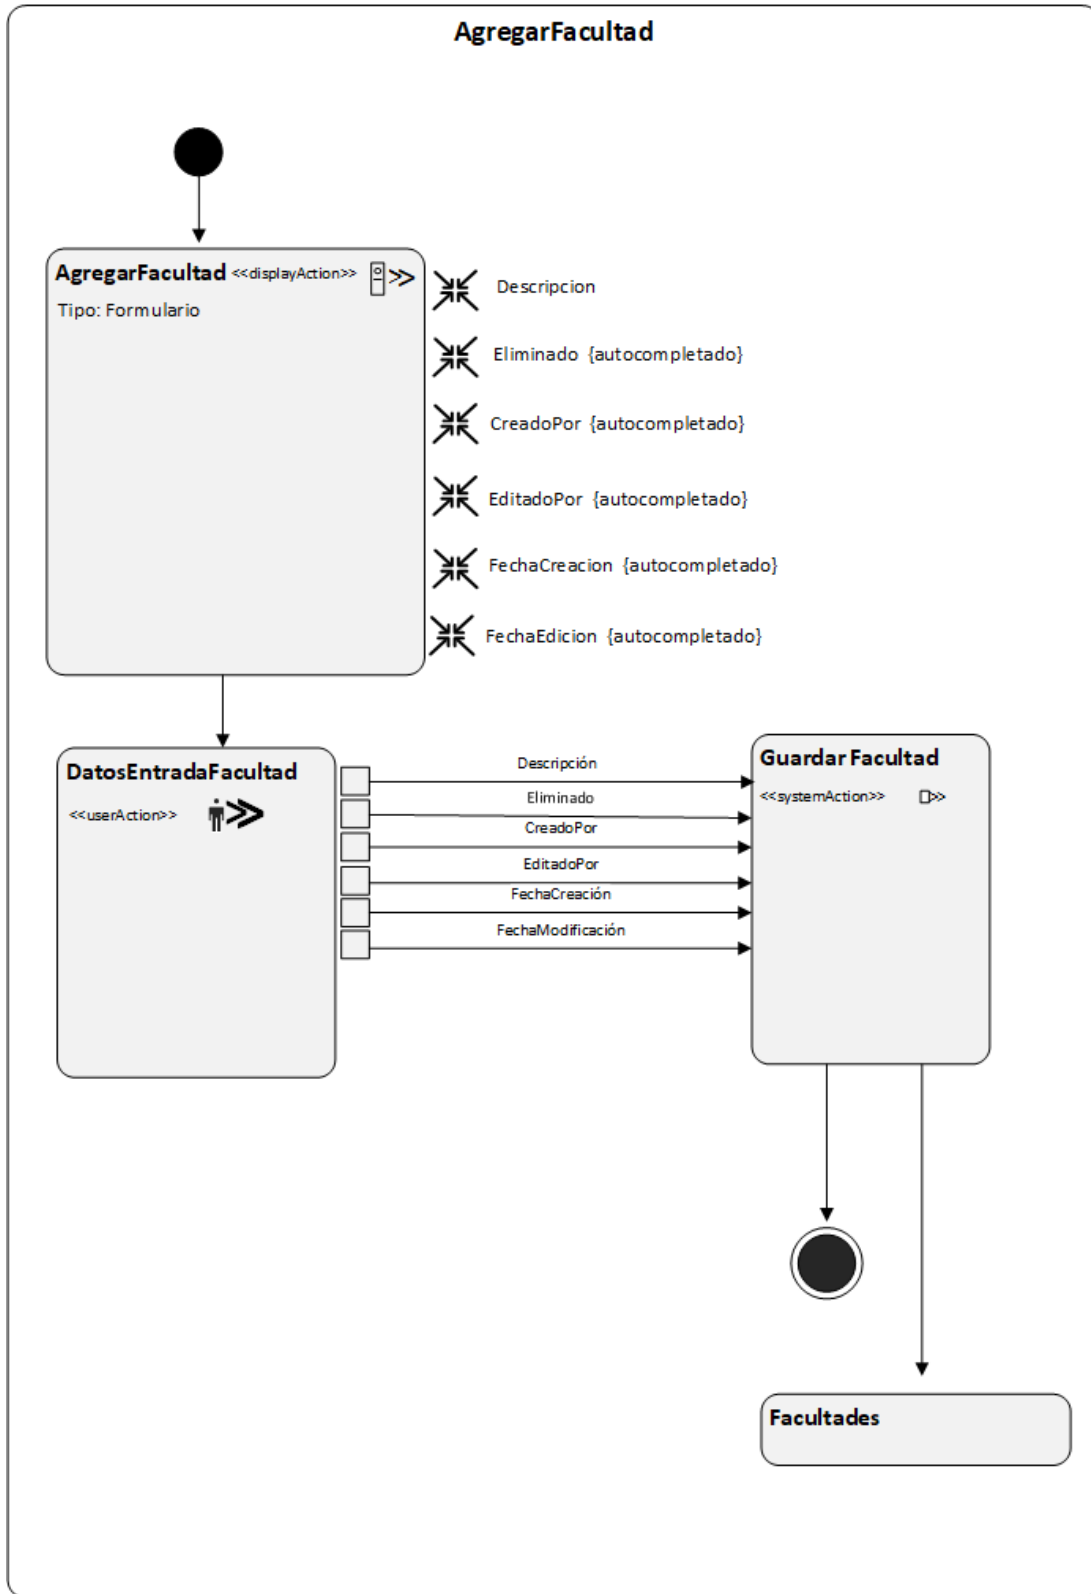 AgregarFacultad
AgregarFacultad <<displayAction>>
Tipo: Formulario
Descripcion
Eliminado {autocompletado}
CreadoPor {autocompletado}
EditadoPor {autocompletado}
FechaCreacion {autocompletado}
FechaEdicion {autocompletado}
DatosEntradaFacultad
<<userAction>>
Descripción
Eliminado
CreadoPor
EditadoPor
FechaCreación
FechaModificación
Guardar Facultad
<<systemAction>>
Facultades